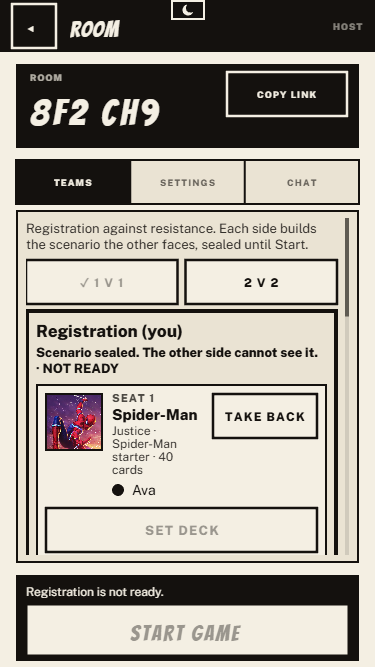 ROOM
HOST
ROOM
8F2 CH9
COPY LINK
TEAMS
SETTINGS
CHAT
Registration against resistance. Each side builds
the scenario the other faces, sealed until Start.
✓ 1 V 1
2 V 2
Registration (you)
Scenario sealed. The other side cannot see it.
· NOT READY
SEAT 1
Spider-Man
Justice ·
Spider-Man
starter · 40
cards
TAKE BACK
Ava
SET DECK
Registration is not ready.
START GAME